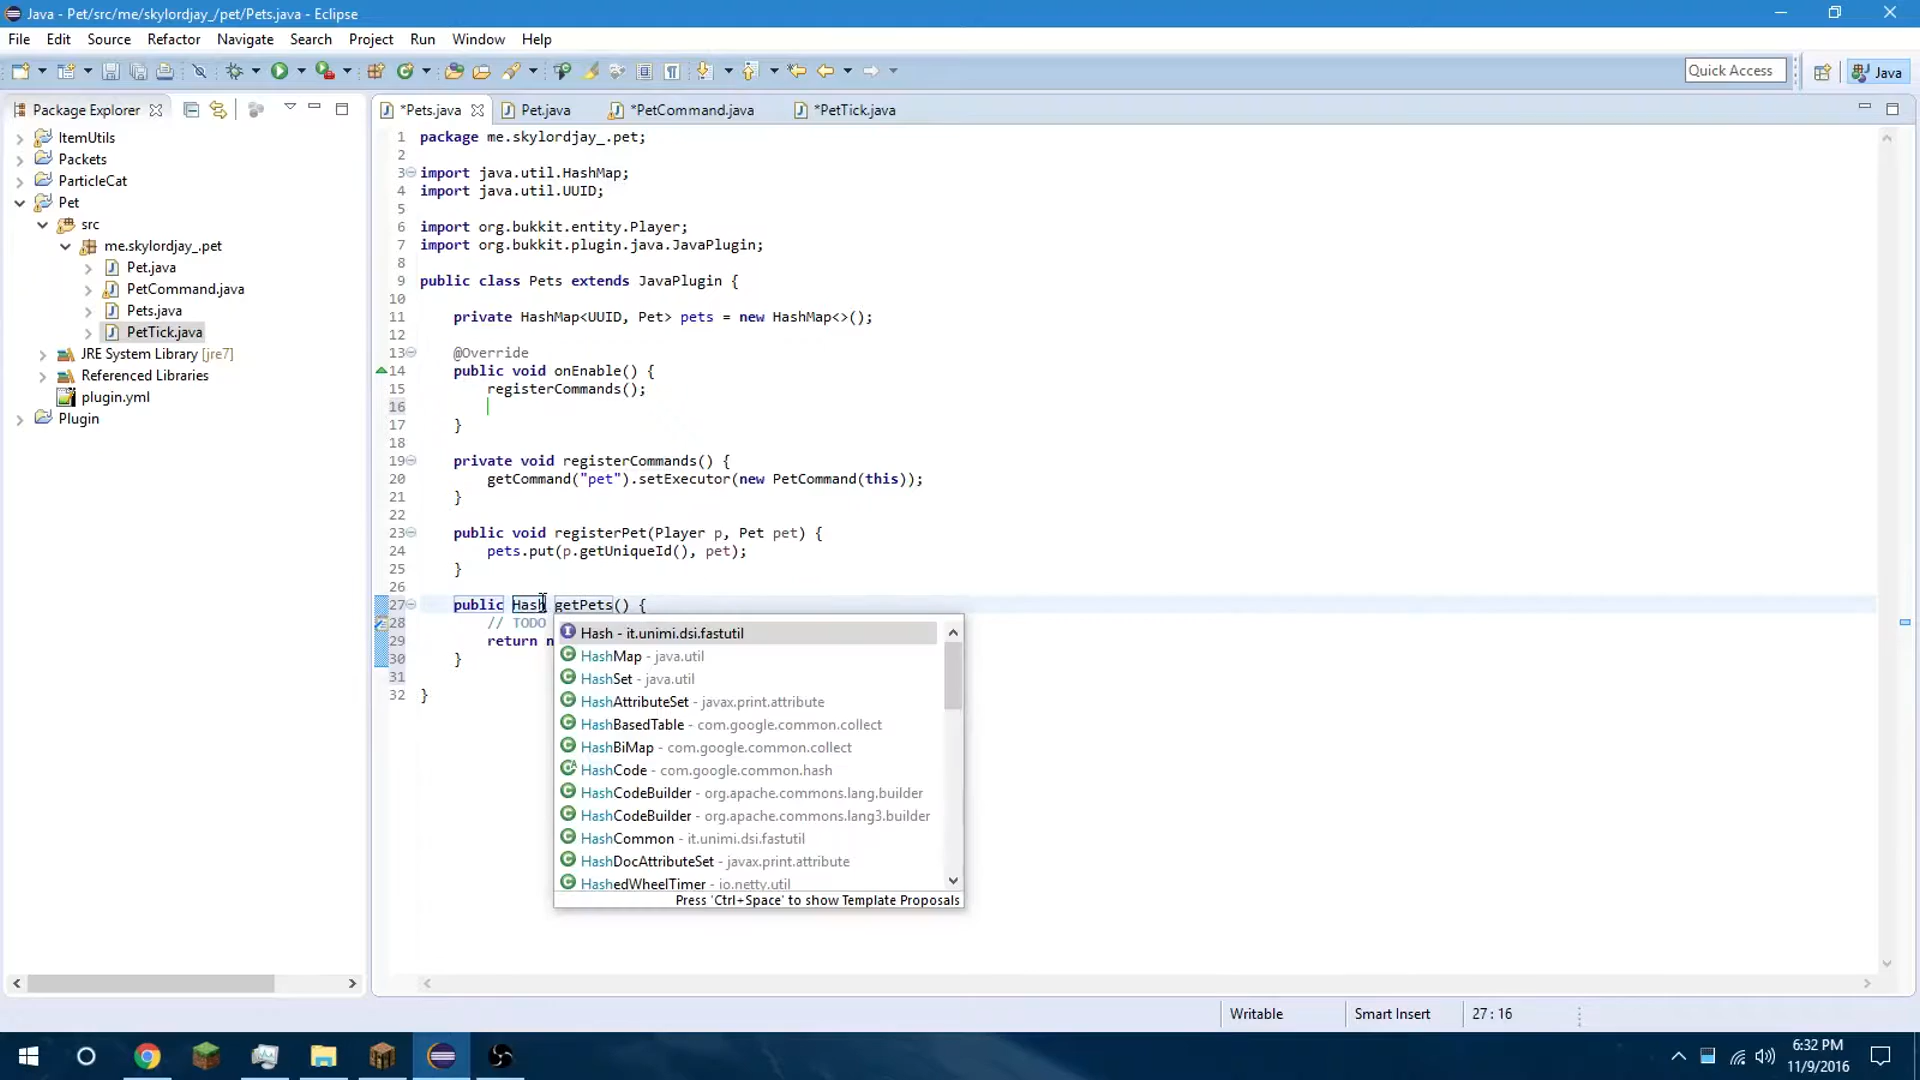 Java - Pet/src/me/skylordjay_/pet/Pets.java - Eclipse
File Edit Source Refactor Navigate Search Project Run Window Help
Quick Access
Java
Package Explorer
*Pets.java
Pet.java
*PetCommand.java
*PetTick.java
ItemUtils
Packets
ParticleCat
Pet
src
me.skylordjay_.pet
Pet.java
PetCommand.java
Pets.java
PetTick.java
JRE System Library [jre7]
Referenced Libraries
plugin.yml
Plugin
1 package me.skylordjay_.pet;
2
3 import java.util.HashMap;
4 import java.util.UUID;
5
6 import org.bukkit.entity.Player;
7 import org.bukkit.plugin.java.JavaPlugin;
8
9 public class Pets extends JavaPlugin {
10
11 private HashMap<UUID, Pet> pets = new HashMap<>();
12
13 @Override
14 public void onEnable() {
15 registerCommands();
16
17 }
18
19 private void registerCommands() {
20 getCommand("pet").setExecutor(new PetCommand(this));
21 }
22
23 public void registerPet(Player p, Pet pet) {
24 pets.put(p.getUniqueId(), pet);
25 }
26
27 public Hash getPets() {
28 // TODO
29 return n
30 }
31
32 }
Hash - it.unimi.dsi.fastutil
HashMap - java.util
HashSet - java.util
HashAttributeSet - javax.print.attribute
HashBasedTable - com.google.common.collect
HashBiMap - com.google.common.collect
HashCode - com.google.common.hash
HashCodeBuilder - org.apache.commons.lang.builder
HashCodeBuilder - org.apache.commons.lang3.builder
HashCommon - it.unimi.dsi.fastutil
HashDocAttributeSet - javax.print.attribute
HashedWheelTimer - io.netty.util
Press 'Ctrl+Space' to show Template Proposals
Writable
Smart Insert
27 : 16
6:32 PM
11/9/2016